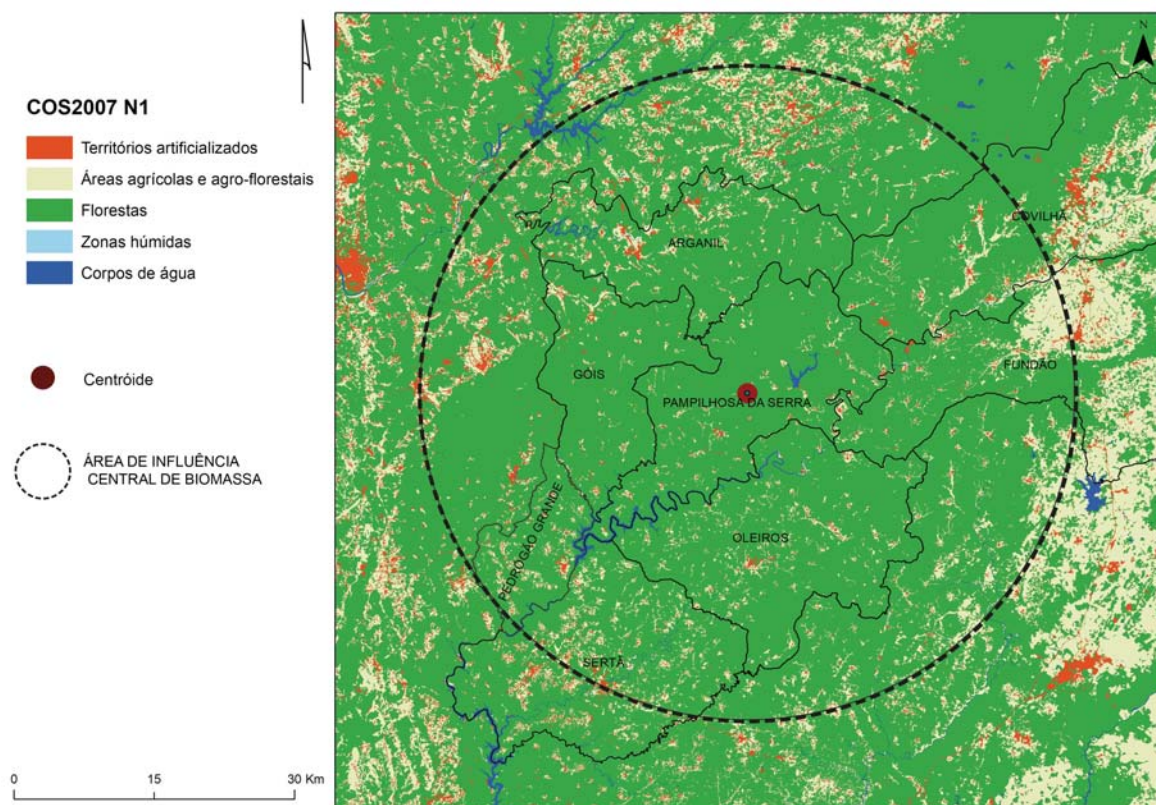 COS2007 N1
Territórios artificializados
Áreas agrícolas e agro-florestais
Florestas
Zonas húmidas
Corpos de água
Centróide
ÁREA DE INFLUÊNCIA
CENTRAL DE BIOMASSA
0 15 30 Km
N
COVILHÃ
ARGANIL
FUNDÃO
GÓIS
PAMPILHOSA DA SERRA
PEDROGÃO GRANDE
OLEIROS
SERTÃ